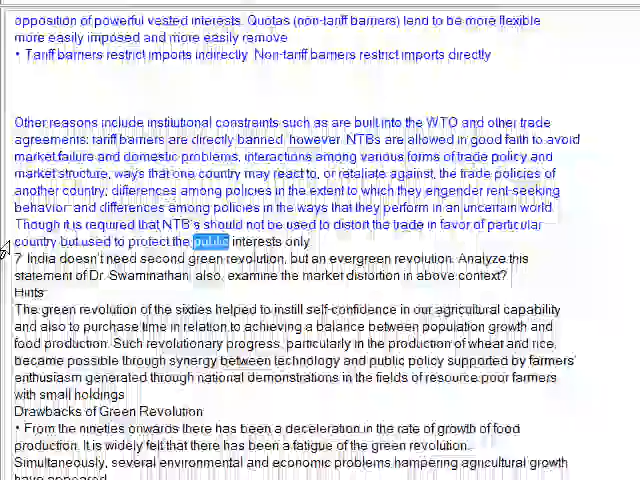 opposition of powerful vested interests. Quotas (non-tariff barriers) tend to be more flexible
more easily imposed and more easily remove
• Tariff barriers restrict imports indirectly Non-tariff barriers restrict imports directly
Other reasons include institutional constraints such as are built into the WTO and other trade
agreements: tariff barriers are directly banned, however NTBs are allowed in good faith to avoid
market failure and domestic problems, interactions among various forms of trade policy and
market structure, ways that one country may react to, or retaliate against, the trade policies of
another country, differences among policies in the extent to which they engender rent-seeking
behavior and differences among policies in the ways that they perform in an uncertain world.
Though it is required that NTB's should not be used to distort the trade in favor of particular
country but used to protect the public interests only
7 India doesn't need second green revolution, but an evergreen revolution. Analyze this
statement of Dr. Swaminathan, also, examine the market distortion in above context?
Hints
The green revolution of the sixties helped to instill self-confidence in our agricultural capability
and also to purchase time in relation to achieving a balance between population growth and
food production. Such revolutionary progress, particularly in the production of wheat and rice,
became possible through synergy between technology and public policy supported by farmers'
enthusiasm generated through national demonstrations in the fields of resource poor farmers
with small holdings
Drawbacks of Green Revolution
• From the nineties onwards there has been a deceleration in the rate of growth of food
production. It is widely felt that there has been a fatigue of the green revolution.
Simultaneously, several environmental and economic problems hampering agricultural growth
have appeared